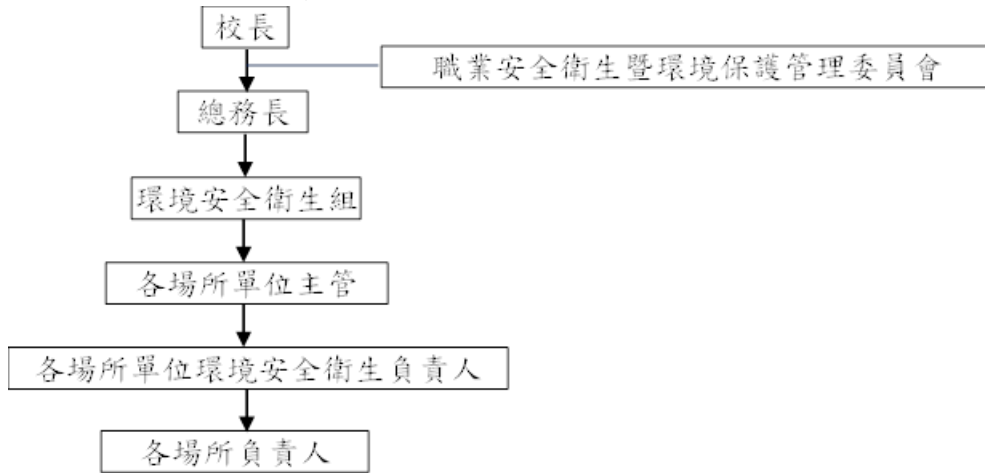 校長
職業安全衛生暨環境保護管理委員會
總務長
環境安全衛生組
各場所單位主管
各場所單位環境安全衛生負責人
各場所負責人